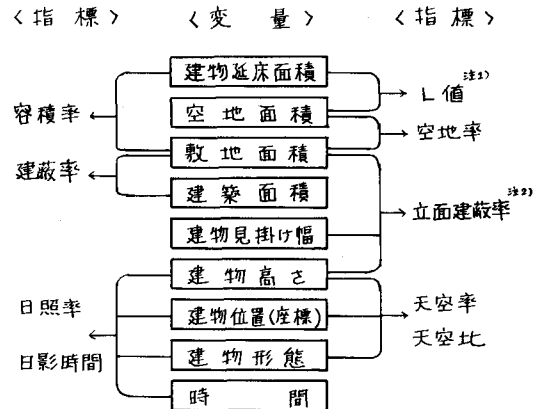 ＜指標＞ ＜変量＞ ＜指標＞
建物延床面積
空地面積
敷地面積
建築面積
建物見掛け幅
建物高さ
建物位置(座標)
建物形態
時間
容積率
建蔽率
日照率
日影時間
L値注1)
空地率
立面建蔽率注2)
天空率
天空比